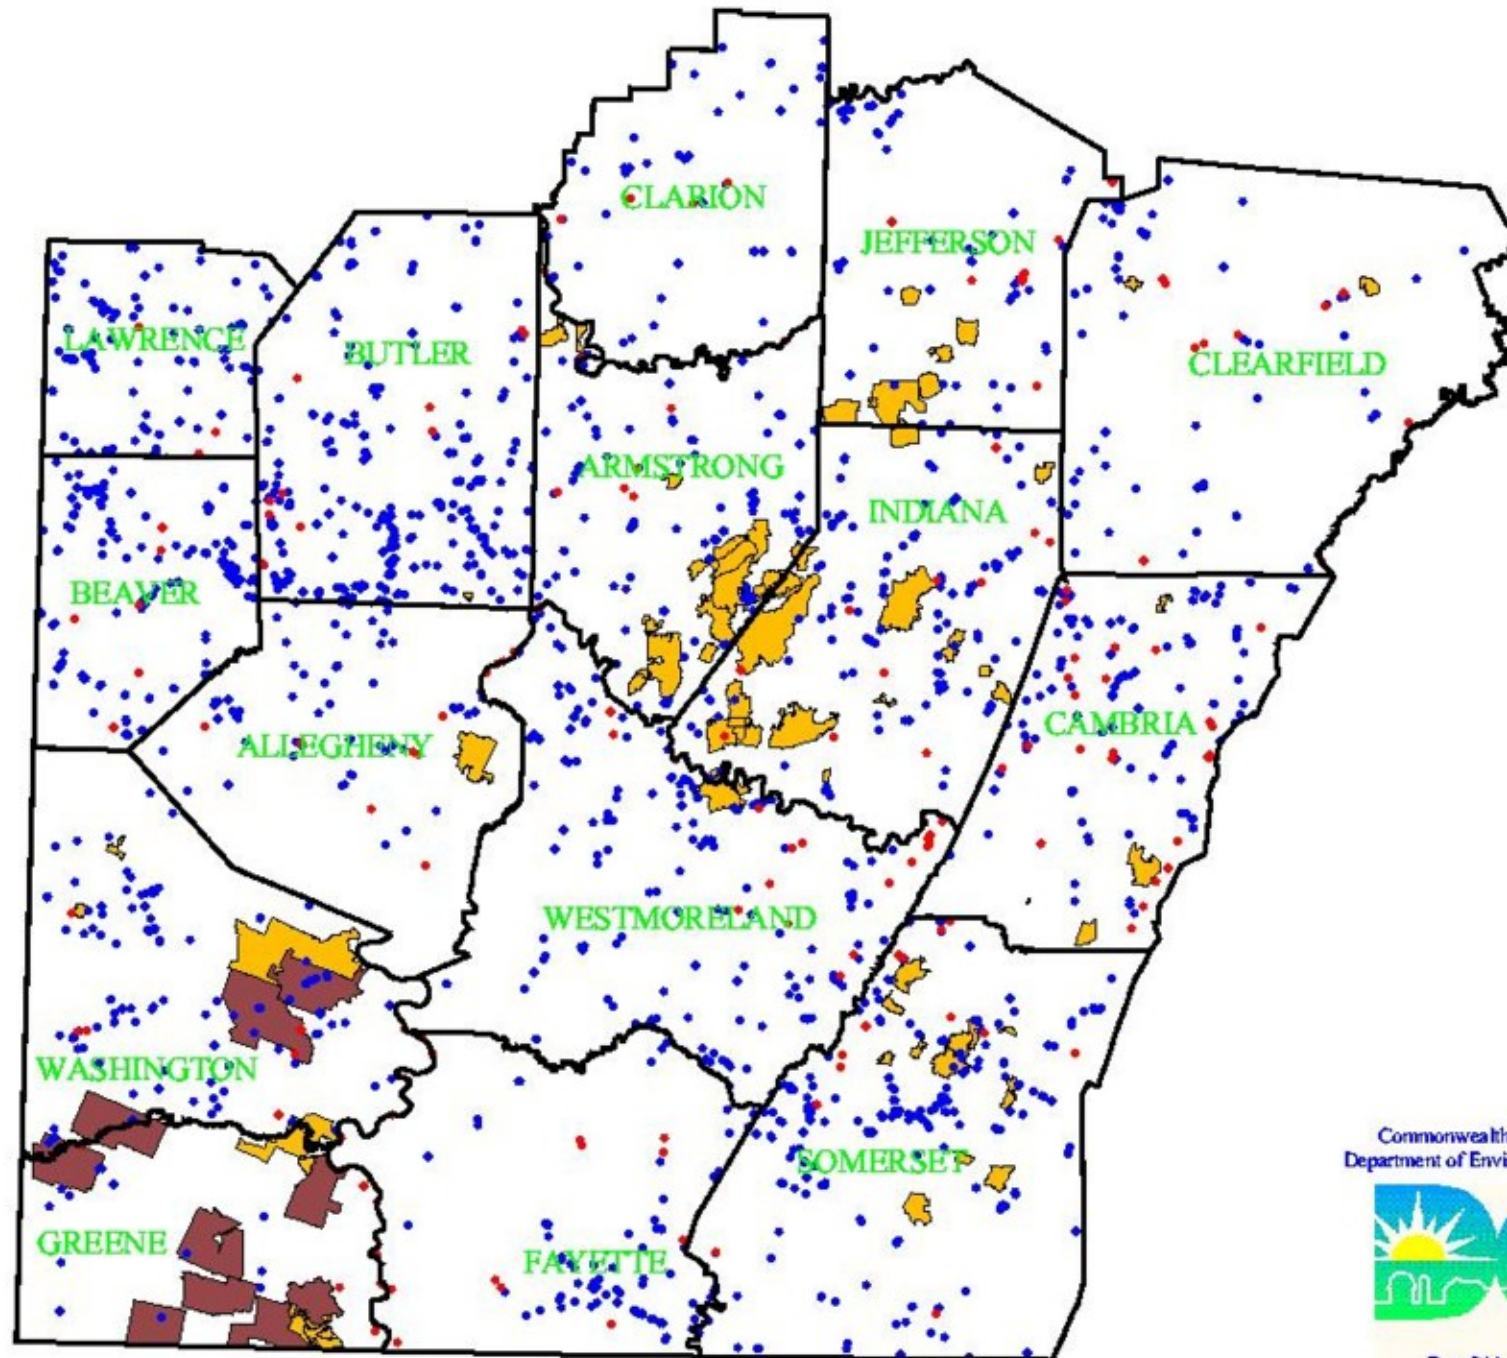 CLARION
JEFFERSON
LAWRENCE
BUTLER
CLEARFIELD
ARMSTRONG
INDIANA
BEAVER
CAMBRIA
ALLEGHENY
WESTMORELAND
WASHINGTON
Commonwealth
Department of Envi
SOMERSET
GREENE
FAYETTE